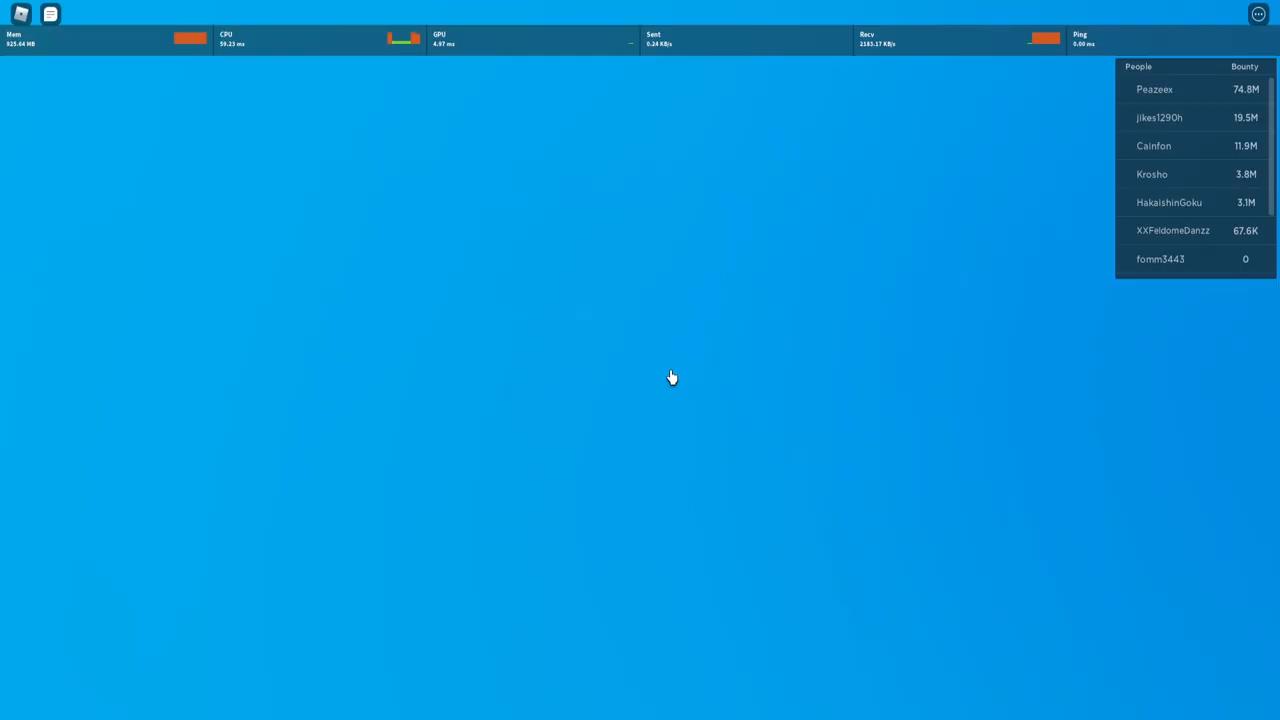 Mem
925.64 MB
CPU
59.23 ms
GPU
4.97 ms
Sent
0.24 KB/s
Recv
2183.17 KB/s
Ping
0.00 ms
People Bounty
Peazeex 74.8M
jikes1290h 19.5M
Cainfon 11.9M
Krosho 3.8M
HakaishinGoku 3.1M
XXFeldomeDanzz 67.6K
fomm3443 0